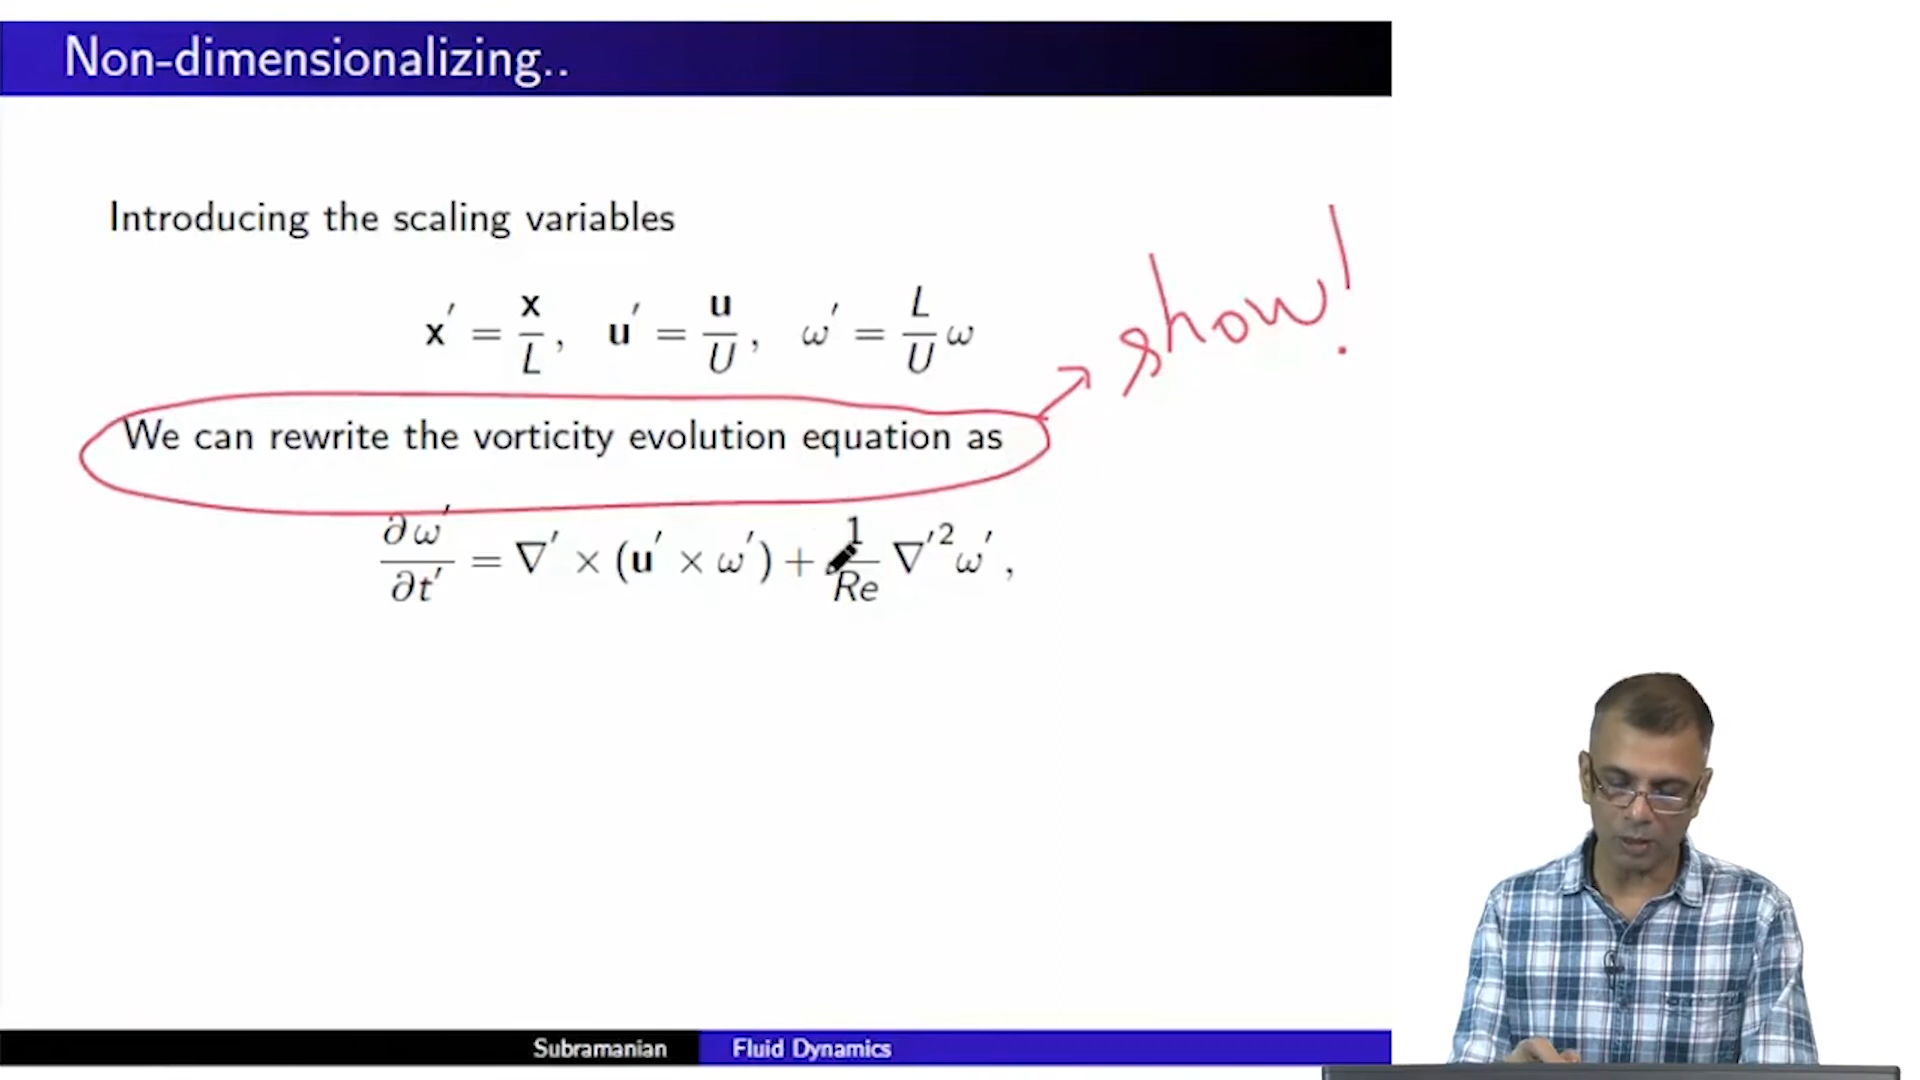 Non-dimensionalizing..
Introducing the scaling variables
x′ = x/L, u′ = u/U, ω′ = L/U ω
show!
We can rewrite the vorticity evolution equation as
∂ω′/∂t′ = ∇′ × (u′ × ω′) + 1/Re ∇′² ω′,
Subramanian Fluid Dynamics